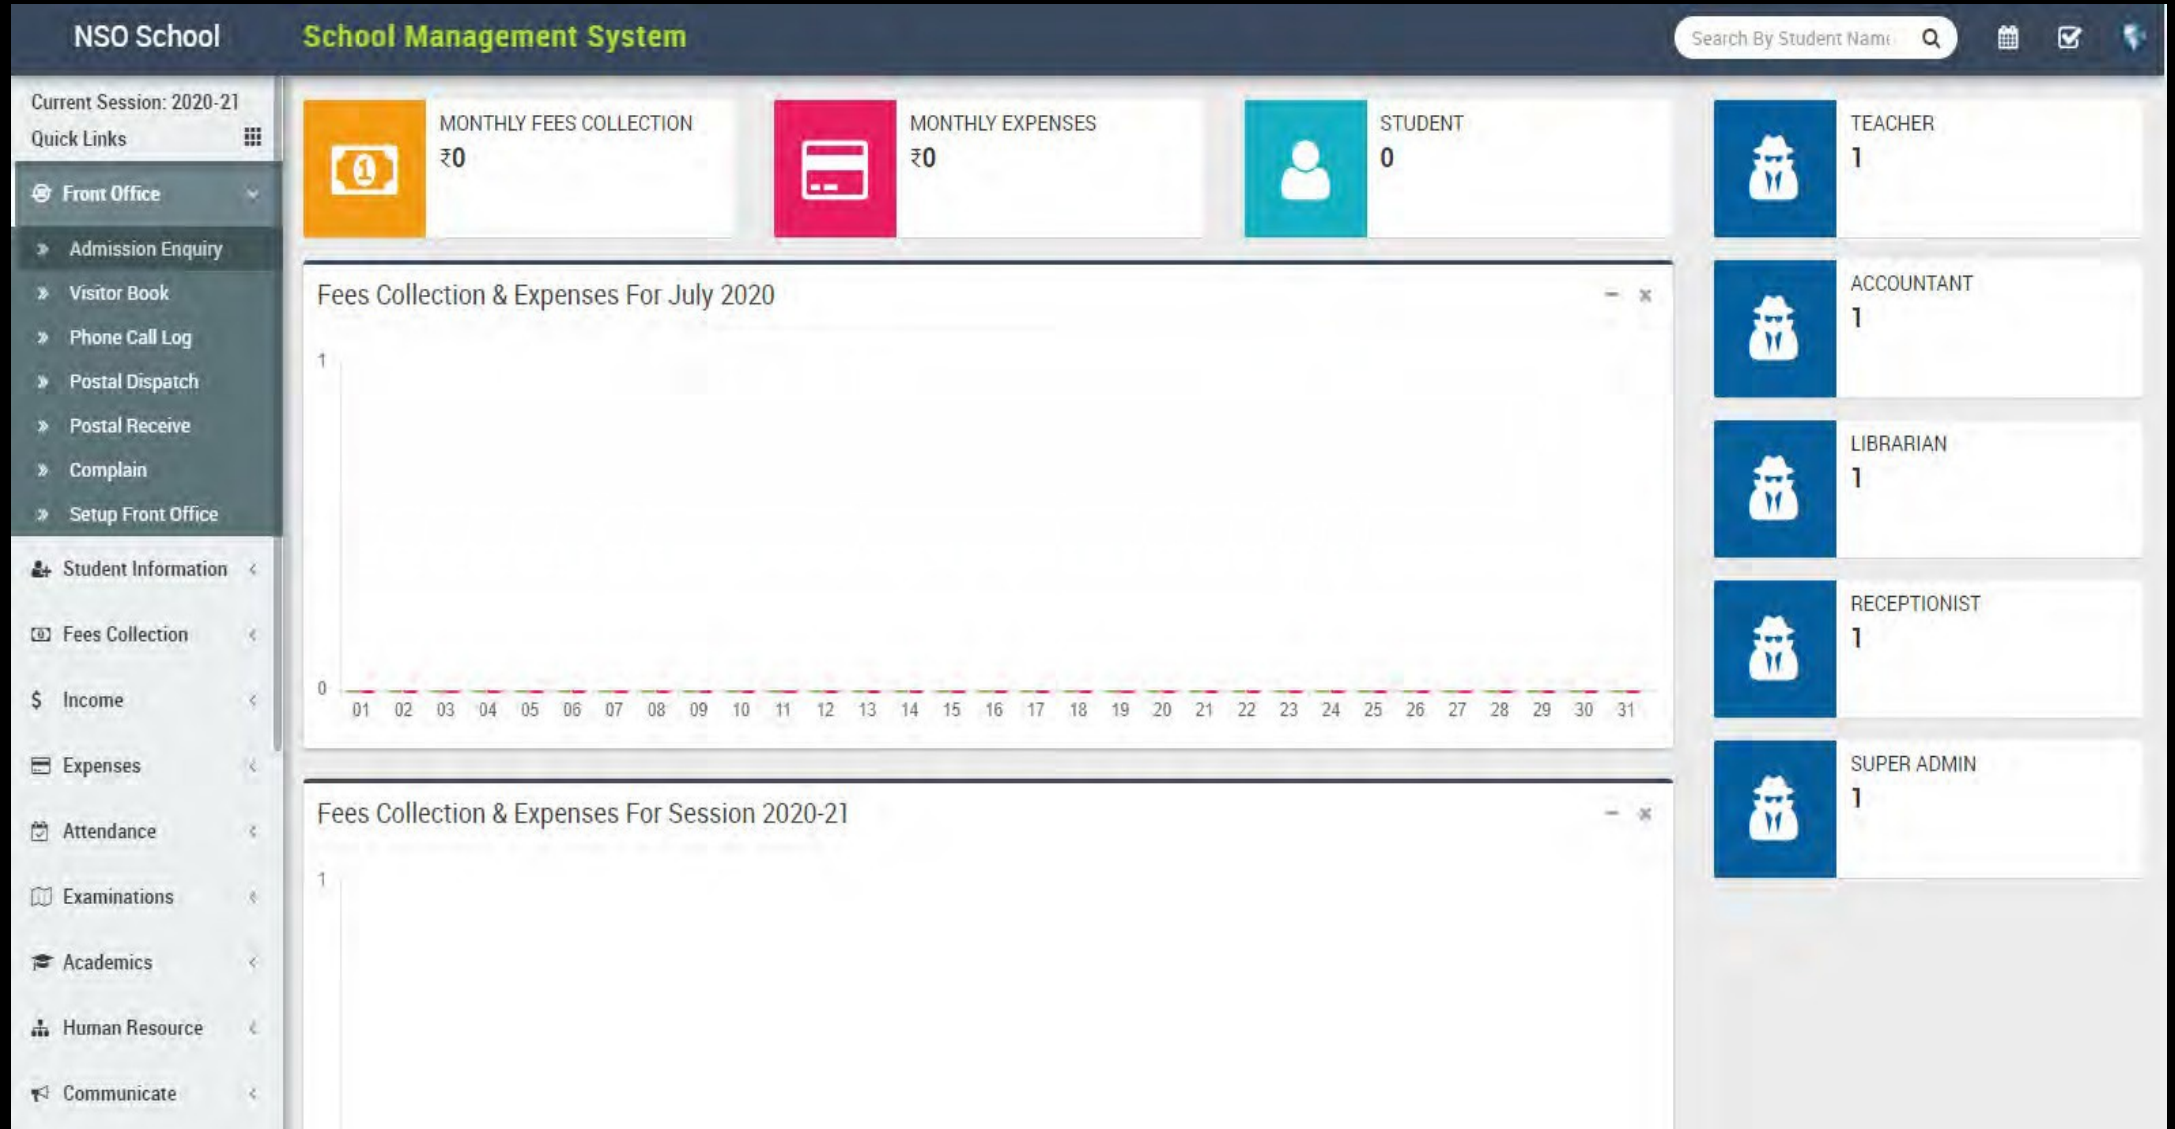 NSO School
School Management System
Search By Student Name
Current Session: 2020-21
Quick Links
Front Office
Admission Enquiry
Visitor Book
Phone Call Log
Postal Dispatch
Postal Receive
Complain
Setup Front Office
Student Information
Fees Collection
$ Income
Expenses
Attendance
Examinations
Academics
Human Resource
Communicate
MONTHLY FEES COLLECTION
₹0
MONTHLY EXPENSES
₹0
STUDENT
0
TEACHER
1
ACCOUNTANT
1
LIBRARIAN
1
RECEPTIONIST
1
SUPER ADMIN
1
Fees Collection & Expenses For July 2020
1
0
01 02 03 04 05 06 07 08 09 10 11 12 13 14 15 16 17 18 19 20 21 22 23 24 25 26 27 28 29 30 31
Fees Collection & Expenses For Session 2020-21
1